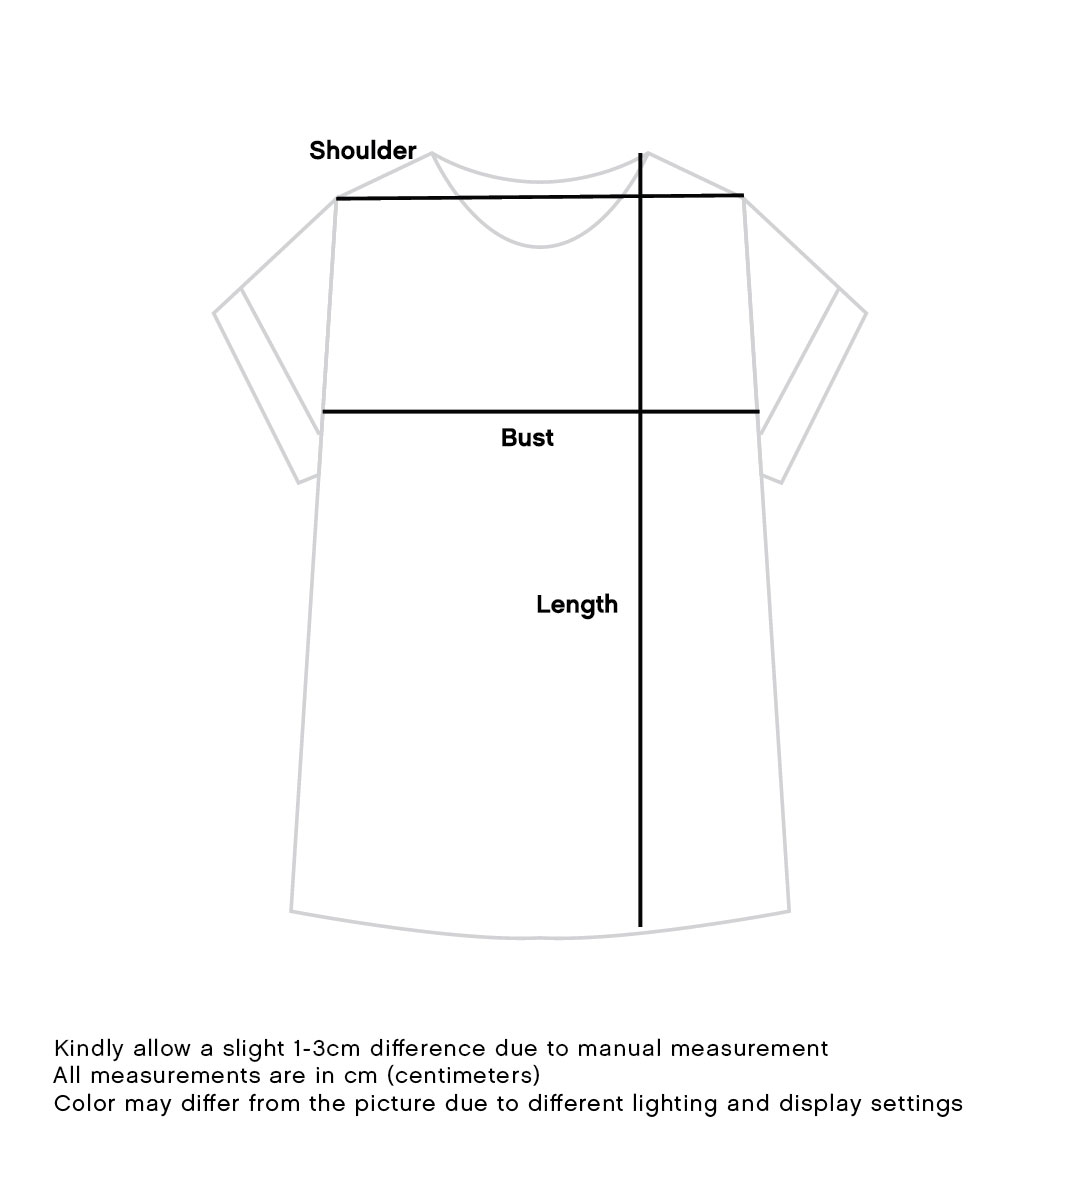 Shoulder
Bust
Length
Kindly allow a slight 1-3cm difference due to manual measurement
All measurements are in cm (centimeters)
Color may differ from the picture due to different lighting and display settings